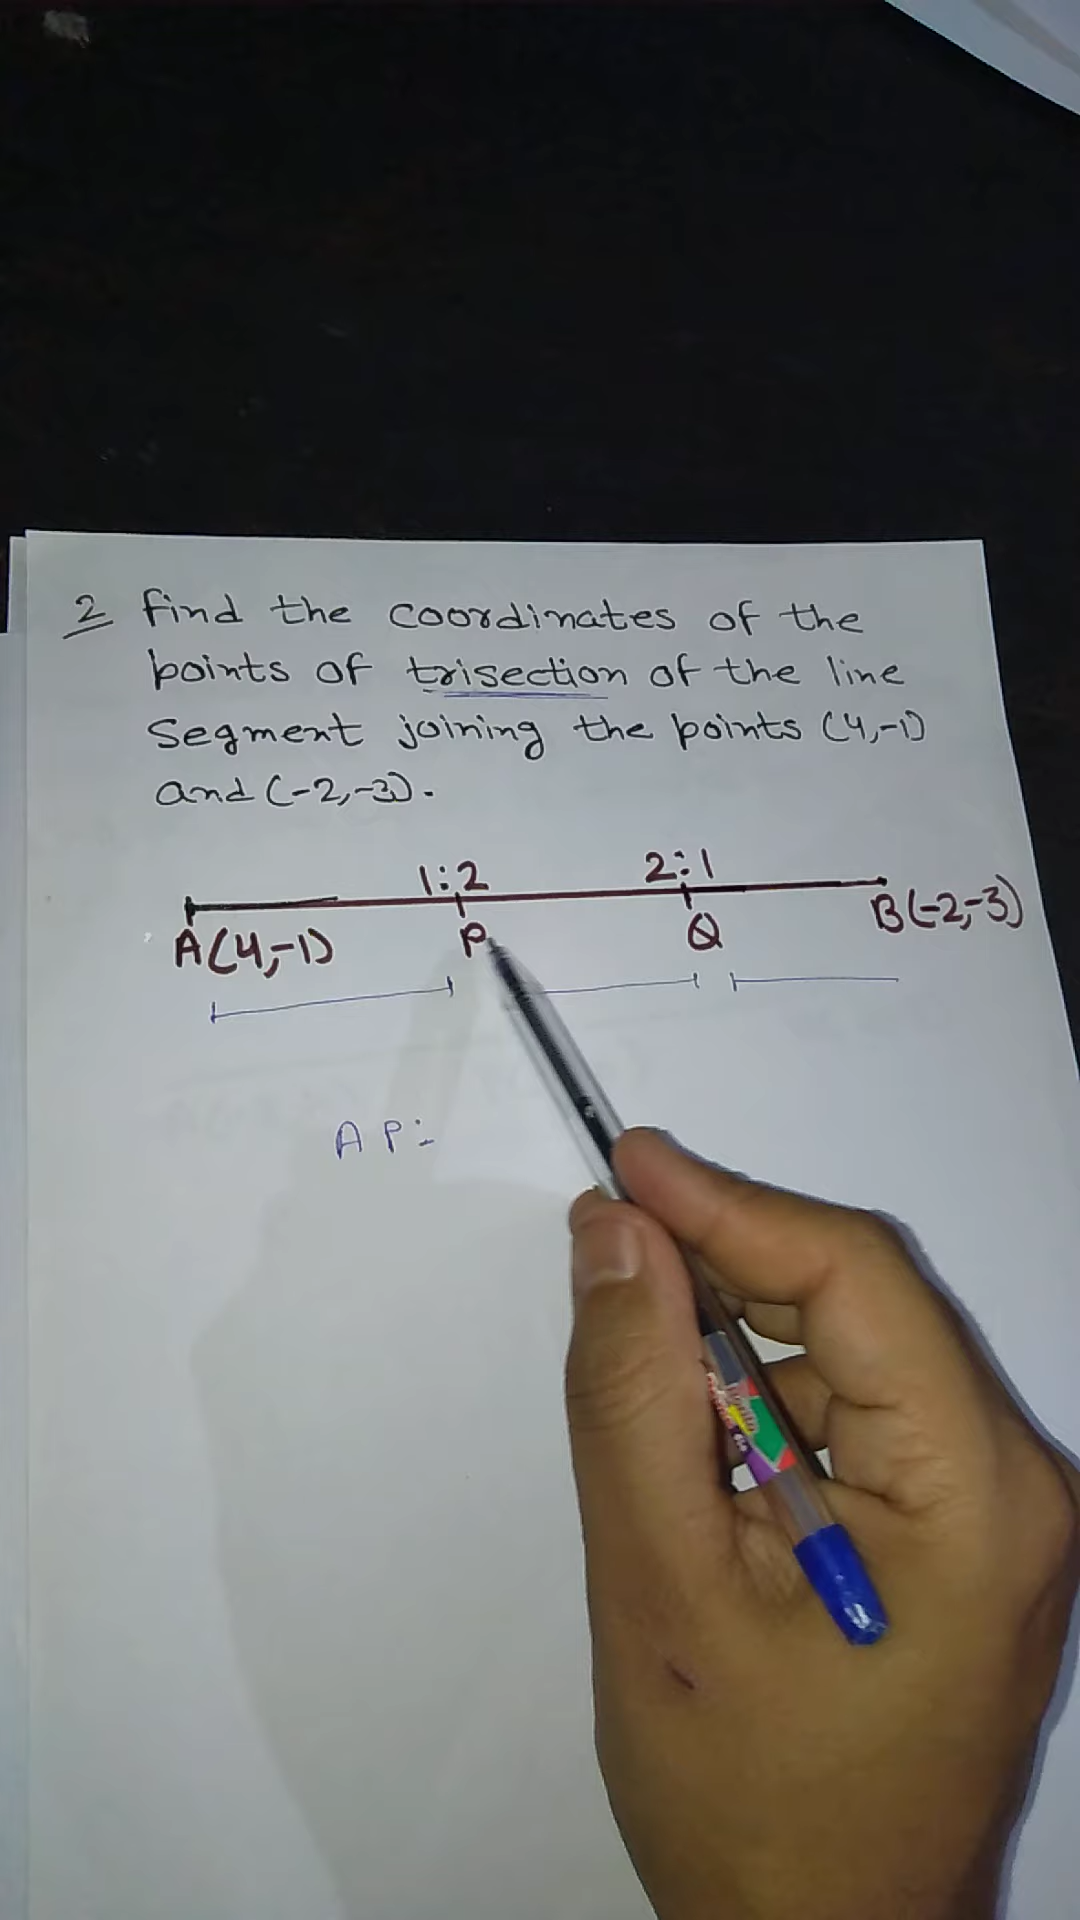 2 find the coordinates of the
points of trisection of the line
segment joining the points (4,-1)
and (-2,-3).
1:2 2:1
A(4,-1) P Q B(-2,-3)
AP:-